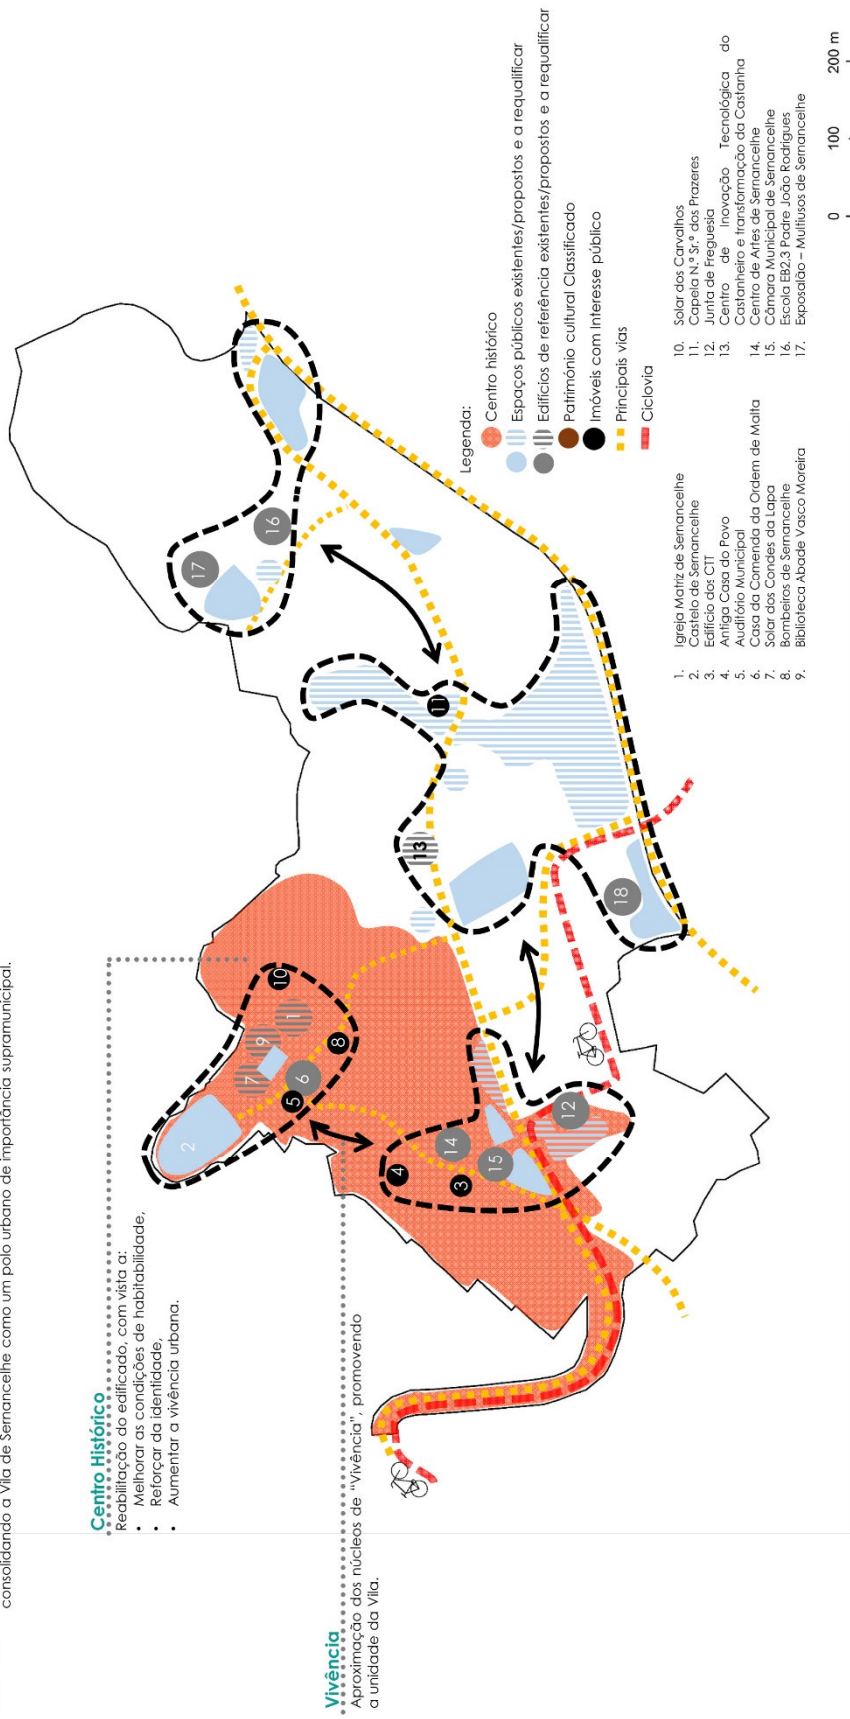 consolidando a Vila de Sernancelhe como um polo urbano de importância supramunicipal.
Centro Histórico
Reabilitação do edificado, com vista a:
• Melhorar as condições de habitabilidade,
• Reforçar da identidade,
• Aumentar a vivência urbana.
Vivência
Aproximação dos núcleos de "Vivência", promovendo
a unidade da Vila.
2
7
9
1
10
5
6
8
4
3
14
15
12
13
11
18
17
16
Legenda:
Centro histórico
Espaços públicos existentes/propostos e a requalificar
Edifícios de referência existentes/propostos e a requalificar
Património cultural Classificado
Imóveis com Interesse público
Principais vias
Ciclovia
1. Igreja Matriz de Sernancelhe
2. Castelo de Sernancelhe
3. Edifício dos CTT
4. Antiga Casa do Povo
5. Auditório Municipal
6. Casa da Comenda da Ordem de Malta
7. Solar dos Condes da Lapa
8. Bombeiros de Sernancelhe
9. Biblioteca Abade Vasco Moreira
10. Solar dos Carvalhos
11. Capela N.ª Sr.ª dos Prazeres
12. Junta de Freguesia
13. Centro de Inovação Tecnológica do
Castanheiro e transformação da Castanha
14. Centro de Artes de Sernancelhe
15. Câmara Municipal de Sernancelhe
16. Escola EB2,3 Padre João Rodrigues
17. Exposalão – Multiusos de Sernancelhe
0 100 200 m